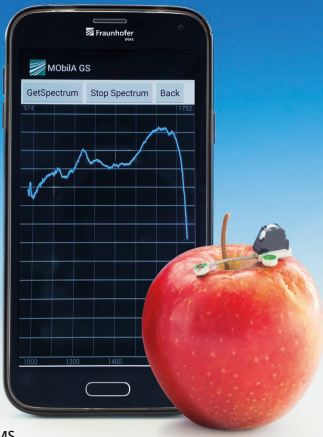 Fraunhofer
IPMS
MObilA GS
GetSpectrum Stop Spectrum Back
974 1752
1000 1200 1400
MS